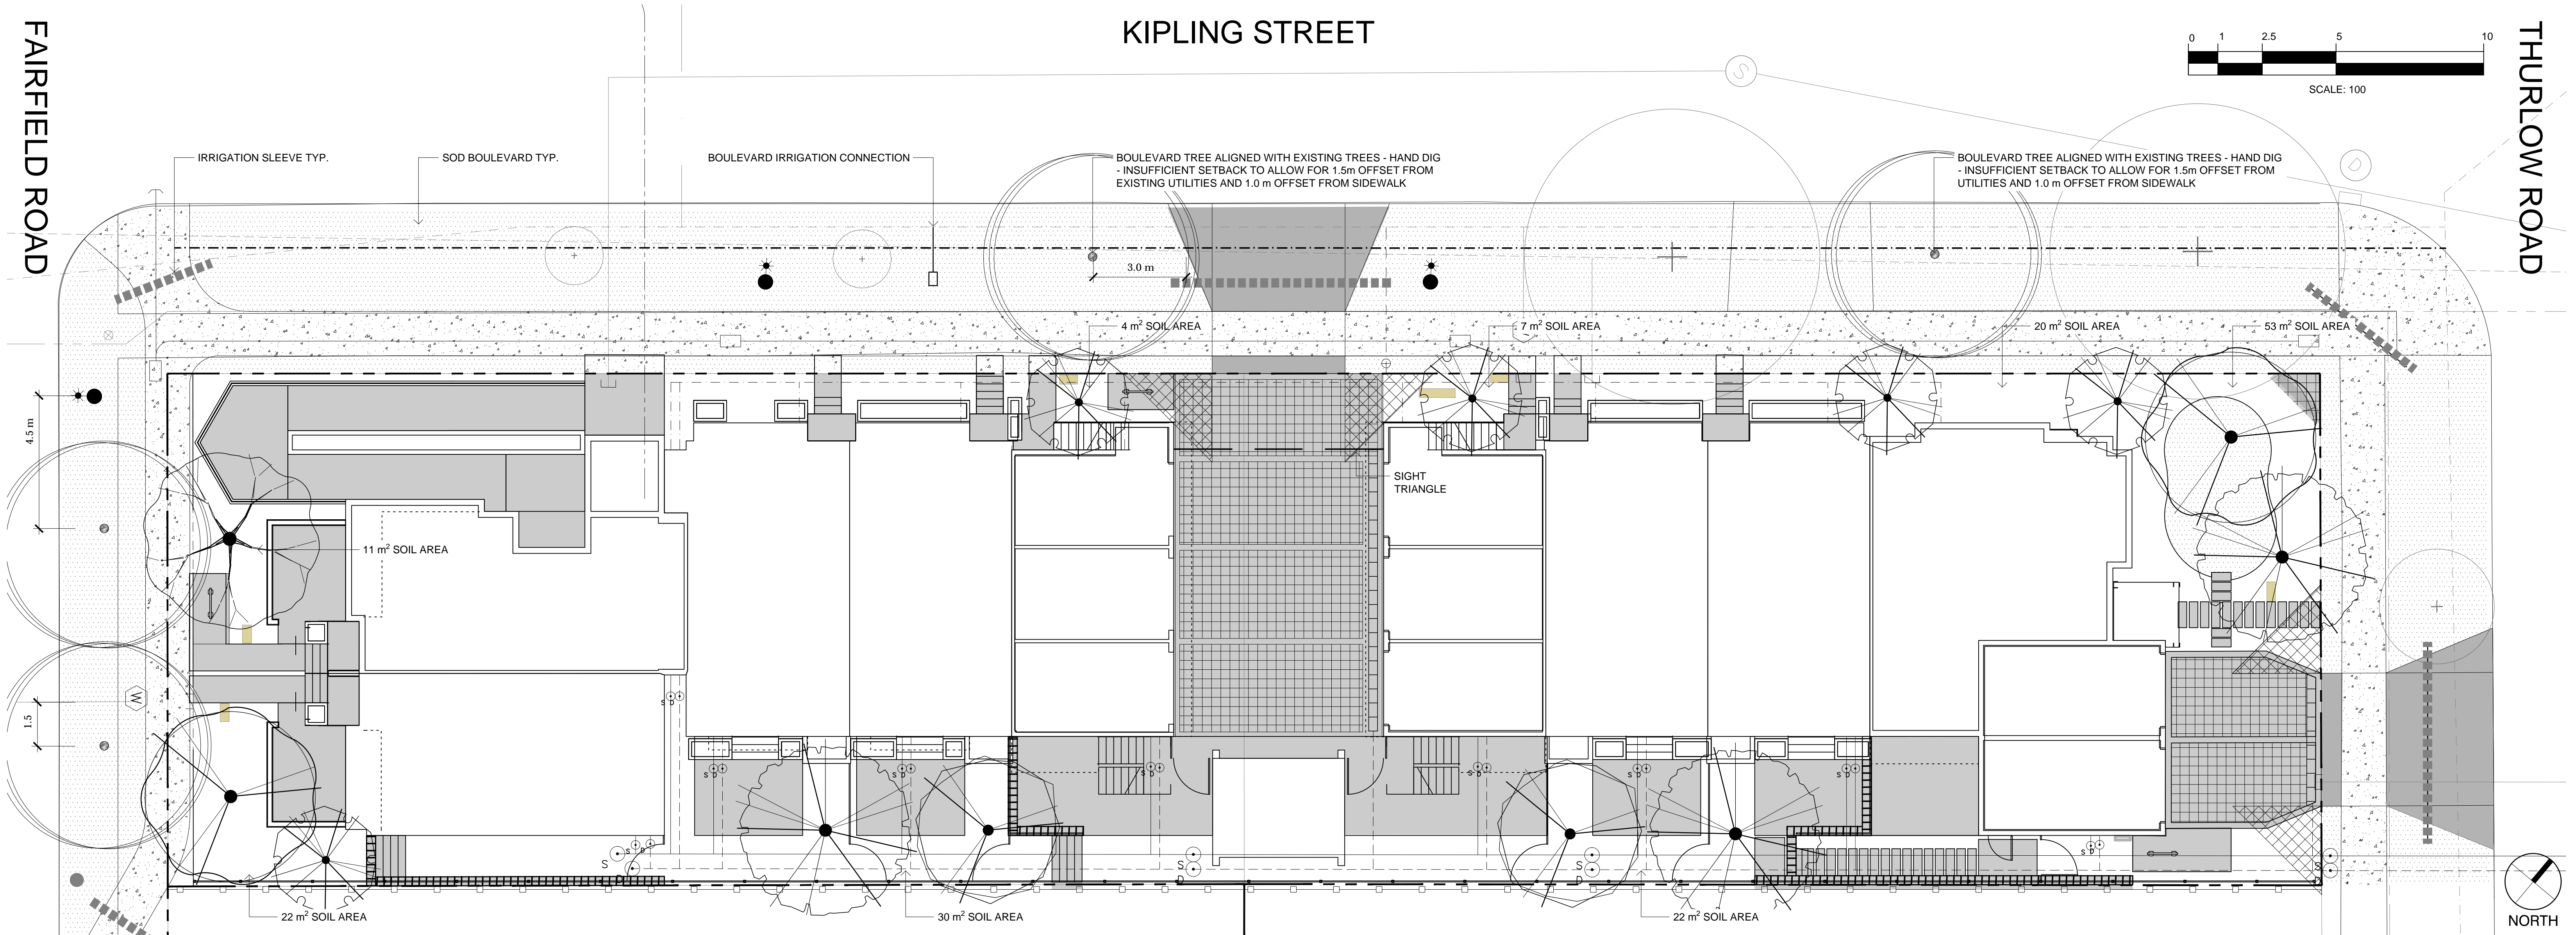 KIPLING STREET
FAIRFIELD ROAD
THURLOW ROAD
0 1 2.5 5 10
SCALE: 100
S
D
IRRIGATION SLEEVE TYP.
SOD BOULEVARD TYP.
BOULEVARD IRRIGATION CONNECTION
BOULEVARD TREE ALIGNED WITH EXISTING TREES - HAND DIG
- INSUFFICIENT SETBACK TO ALLOW FOR 1.5m OFFSET FROM
EXISTING UTILITIES AND 1.0 m OFFSET FROM SIDEWALK
BOULEVARD TREE ALIGNED WITH EXISTING TREES - HAND DIG
- INSUFFICIENT SETBACK TO ALLOW FOR 1.5m OFFSET FROM
UTILITIES AND 1.0 m OFFSET FROM SIDEWALK
3.0 m
4 m² SOIL AREA
7 m² SOIL AREA
20 m² SOIL AREA
53 m² SOIL AREA
4.5 m
SIGHT
TRIANGLE
11 m² SOIL AREA
W
1.5
S D
S D
S D
S D
S D
S D
S D
S D
S D
S
D
S
D
S
D
S
D
22 m² SOIL AREA
30 m² SOIL AREA
22 m² SOIL AREA
NORTH